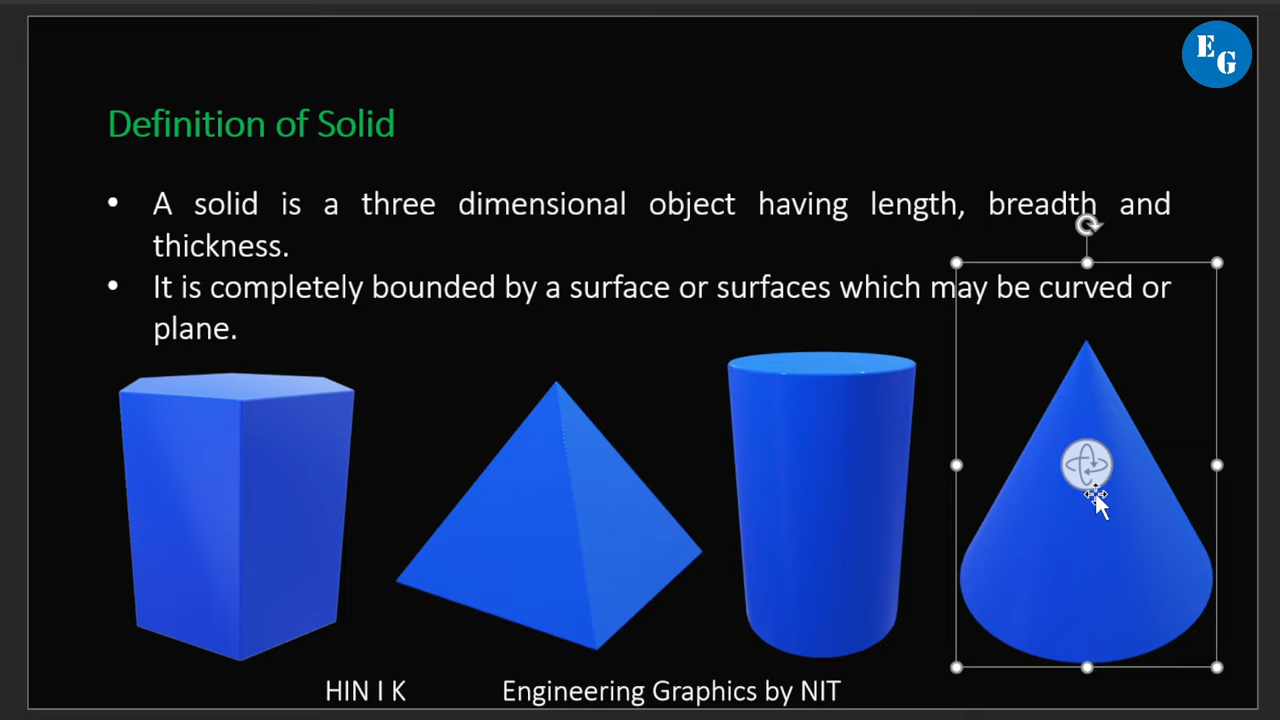 E
G
Definition of Solid
• A solid is a three dimensional object having length, breadth and
thickness.
• It is completely bounded by a surface or surfaces which may be curved or
plane.
HIN I K Engineering Graphics by NIT